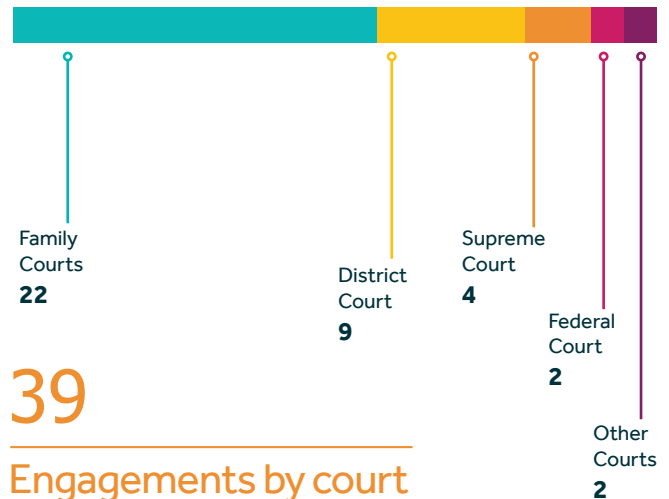 Family
Courts
22
District
Court
9
Supreme
Court
4
Federal
Court
2
Other
Courts
2
39
Engagements by court